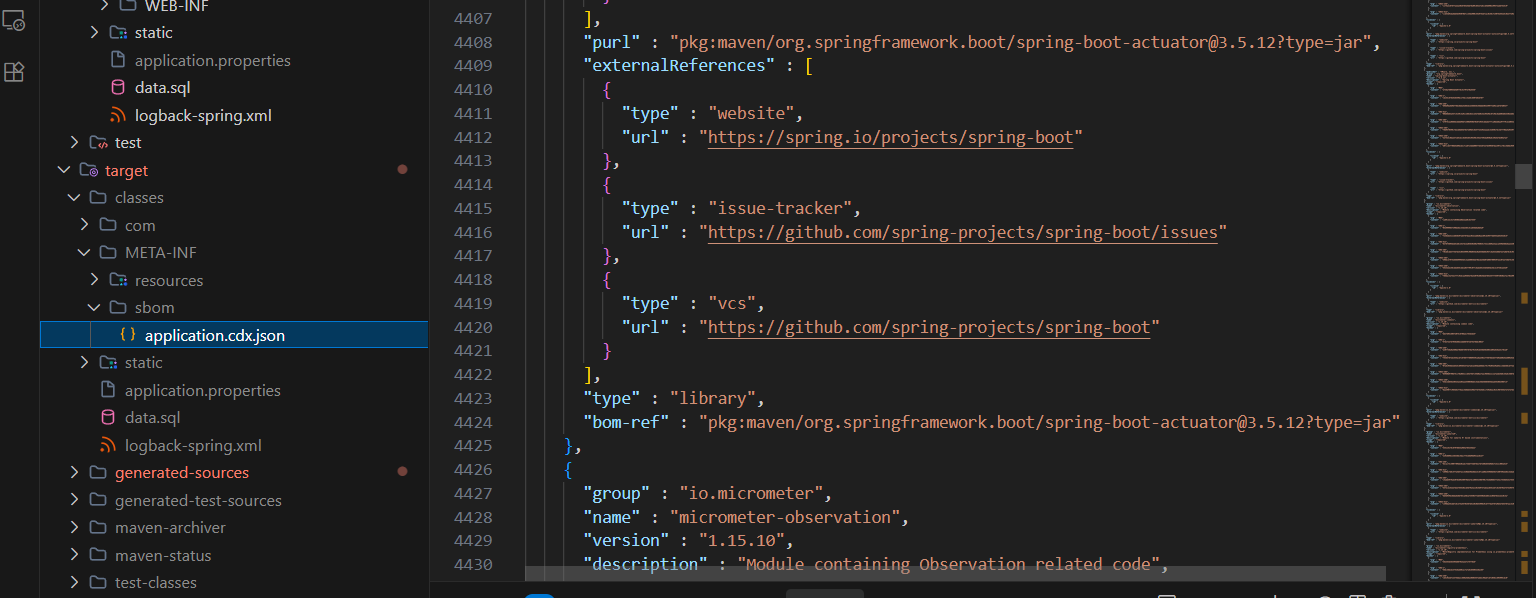 WEB-INF
static
application.properties
data.sql
logback-spring.xml
test
target
classes
com
META-INF
resources
sbom
{} application.cdx.json
static
application.properties
data.sql
logback-spring.xml
generated-sources
generated-test-sources
maven-archiver
maven-status
test-classes
4407 ],
4408 "purl" : "pkg:maven/org.springframework.boot/spring-boot-actuator@3.5.12?type=jar",
4409 "externalReferences" : [
4410 {
4411 "type" : "website",
4412 "url" : "https://spring.io/projects/spring-boot"
4413 },
4414 {
4415 "type" : "issue-tracker",
4416 "url" : "https://github.com/spring-projects/spring-boot/issues"
4417 },
4418 {
4419 "type" : "vcs",
4420 "url" : "https://github.com/spring-projects/spring-boot"
4421 }
4422 ],
4423 "type" : "library",
4424 "bom-ref" : "pkg:maven/org.springframework.boot/spring-boot-actuator@3.5.12?type=jar"
4425 },
4426 {
4427 "group" : "io.micrometer",
4428 "name" : "micrometer-observation",
4429 "version" : "1.15.10",
4430 "description" : "Module containing Observation related code",